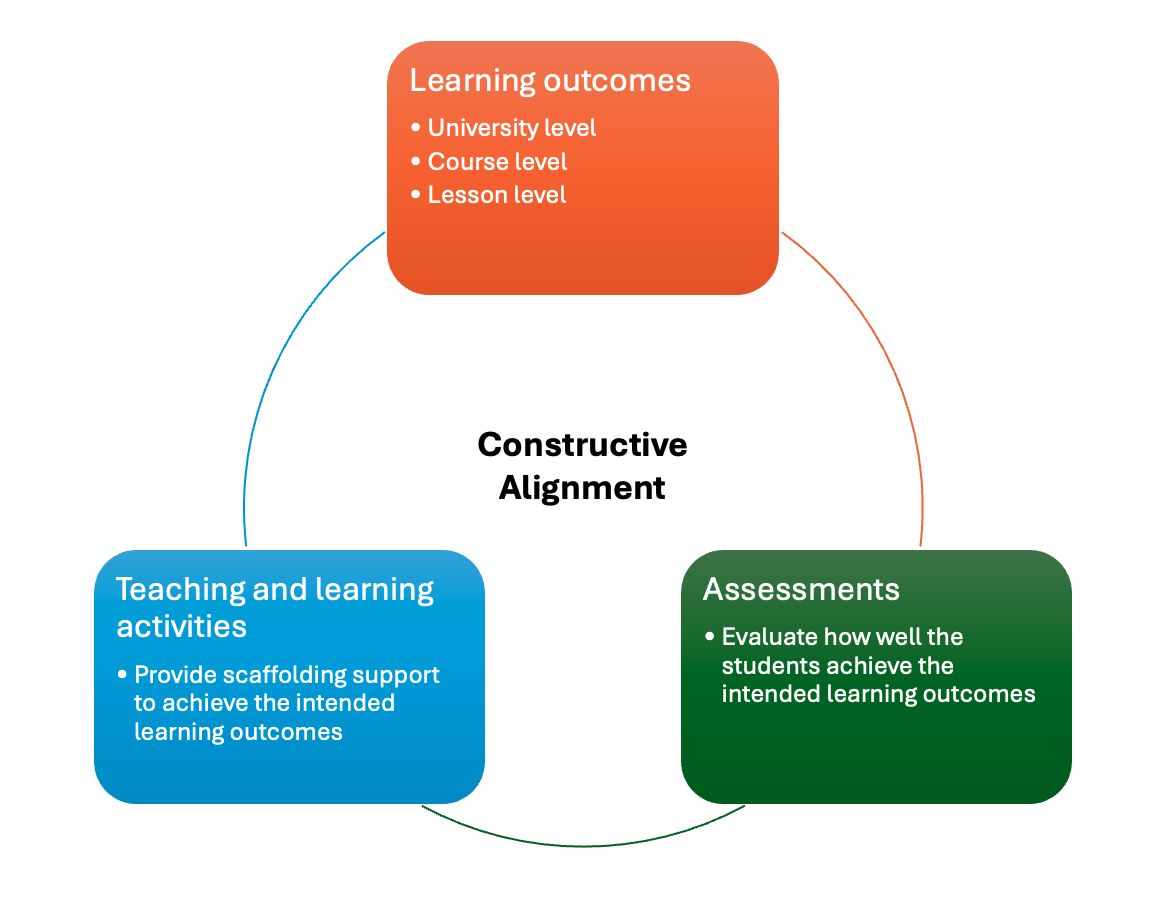 Learning outcomes
• University level
• Course level
• Lesson level
Constructive
Alignment
Teaching and learning
activities
• Provide scaffolding support
to achieve the intended
learning outcomes
Assessments
• Evaluate how well the
students achieve the
intended learning outcomes